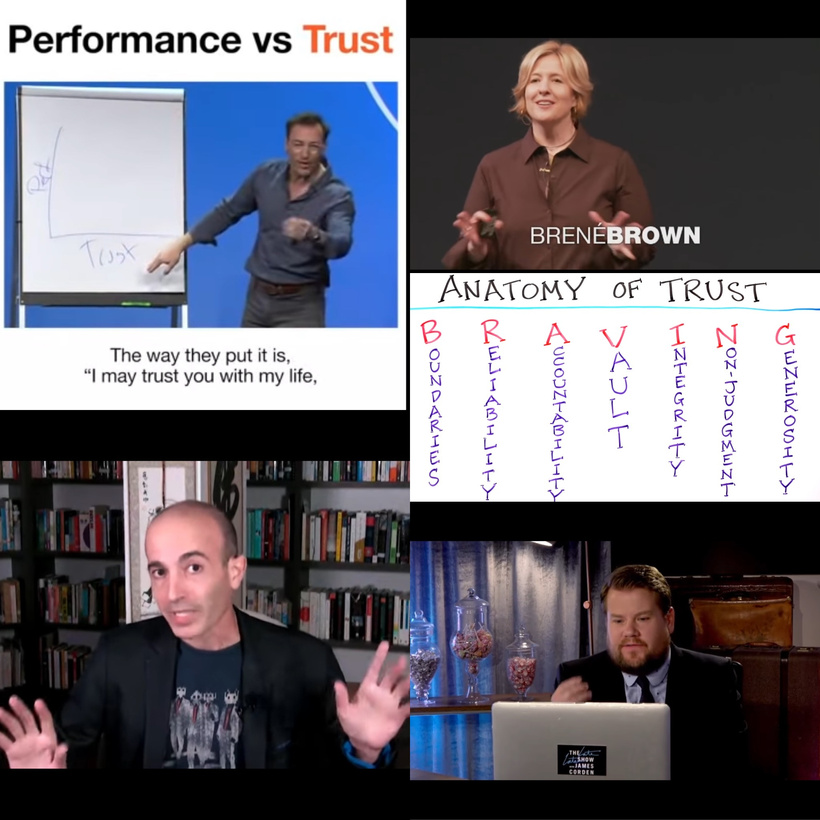 Performance vs Trust
Trust
The way they put it is,
“I may trust you with my life,
BRENÉBROWN
ANATOMY OF TRUST
BOUNDARIES
RELIABILITY
ACCOUNTABILITY
VAULT
INTEGRITY
NON-JUDGMENT
GENEROSITY
THE
Late Late
SHOW
with
JAMES
CORDEN